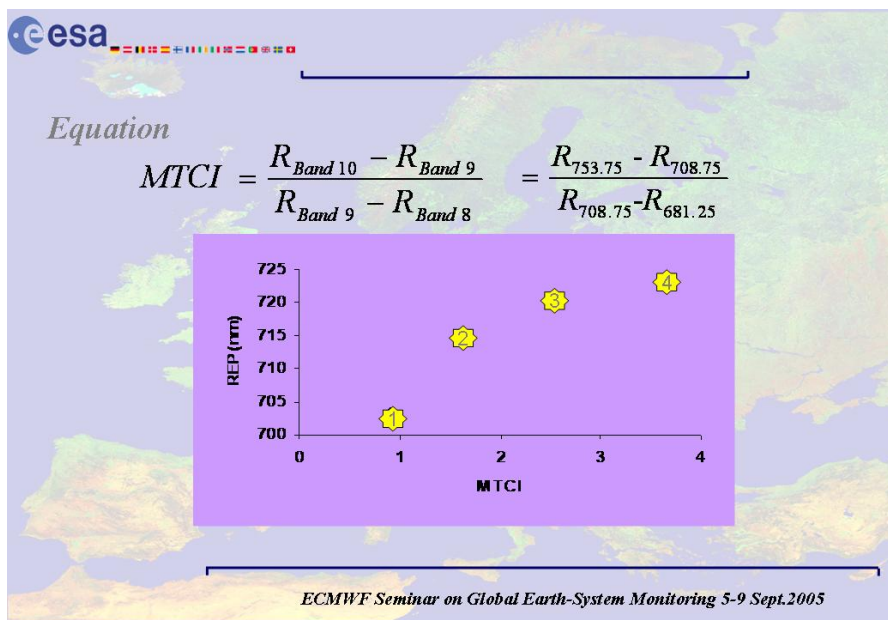 esa
Equation
MTCI = (R_Band 10 − R_Band 9) / (R_Band 9 − R_Band 8) = (R_753.75 - R_708.75) / (R_708.75-R_681.25)
725
720
715
710
705
700
REP (nm)
1
2
3
4
0 1 2 3 4
MTCI
ECMWF Seminar on Global Earth-System Monitoring 5-9 Sept.2005